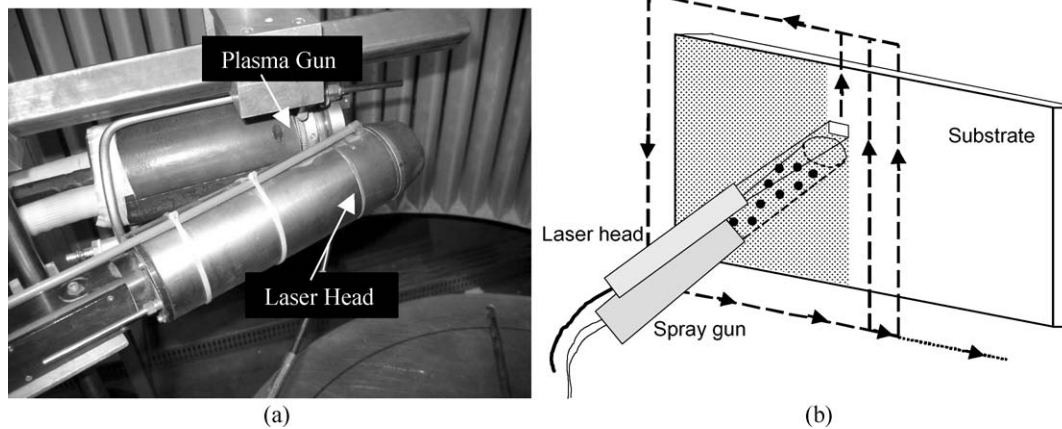 Plasma Gun
Laser Head
(a)
Substrate
Laser head
Spray gun
(b)